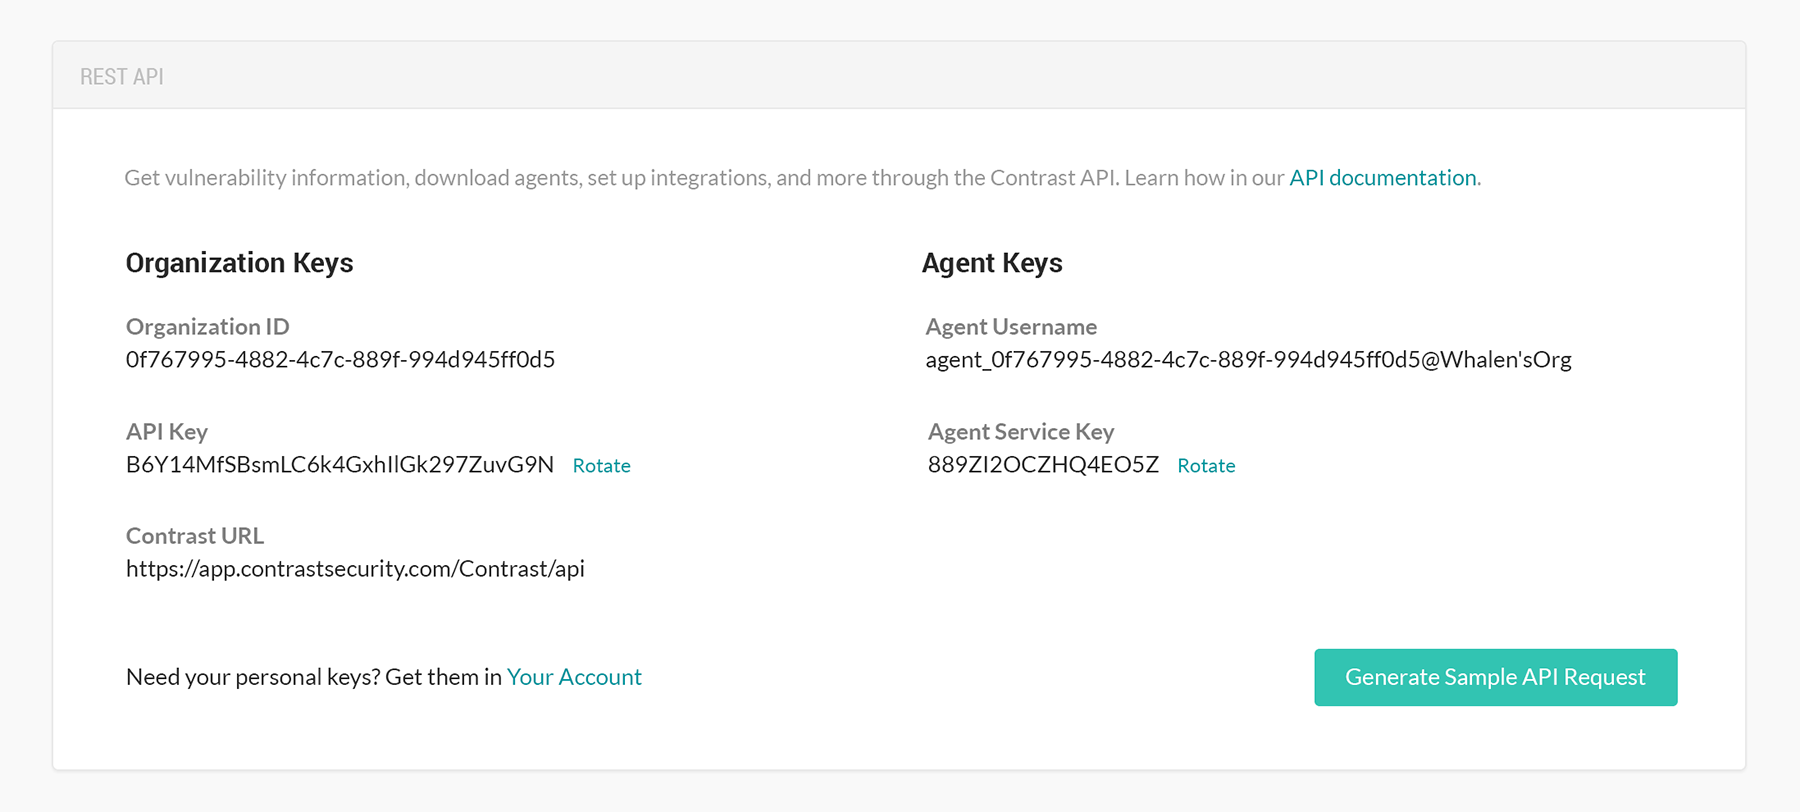 REST API
Get vulnerability information, download agents, set up integrations, and more through the Contrast API. Learn how in our API documentation.
Organization Keys
Organization ID
0f767995-4882-4c7c-889f-994d945ff0d5
API Key
B6Y14MfSBsmLC6k4GxhIlGk297ZuvG9N Rotate
Contrast URL
https://app.contrastsecurity.com/Contrast/api
Agent Keys
Agent Username
agent_0f767995-4882-4c7c-889f-994d945ff0d5@Whalen'sOrg
Agent Service Key
889ZI2OCZHQ4EO5Z Rotate
Need your personal keys? Get them in Your Account
Generate Sample API Request